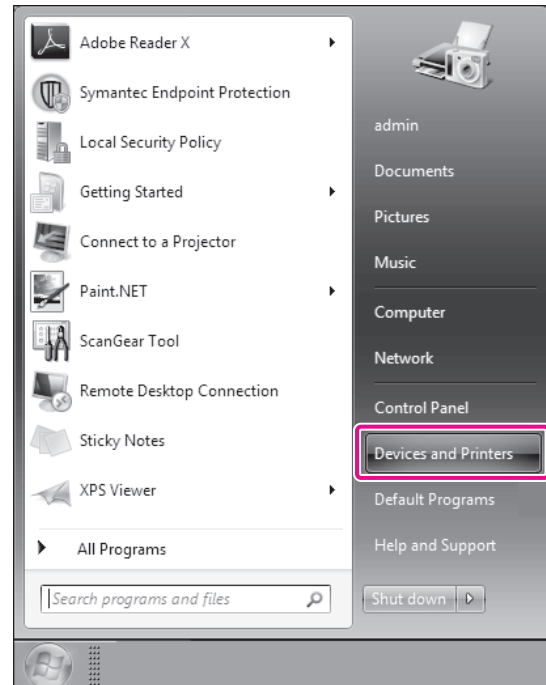 Adobe Reader X
Symantec Endpoint Protection
Local Security Policy
Getting Started
Connect to a Projector
Paint.NET
ScanGear Tool
Remote Desktop Connection
Sticky Notes
XPS Viewer
All Programs
Search programs and files
admin
Documents
Pictures
Music
Computer
Network
Control Panel
Devices and Printers
Default Programs
Help and Support
Shut down